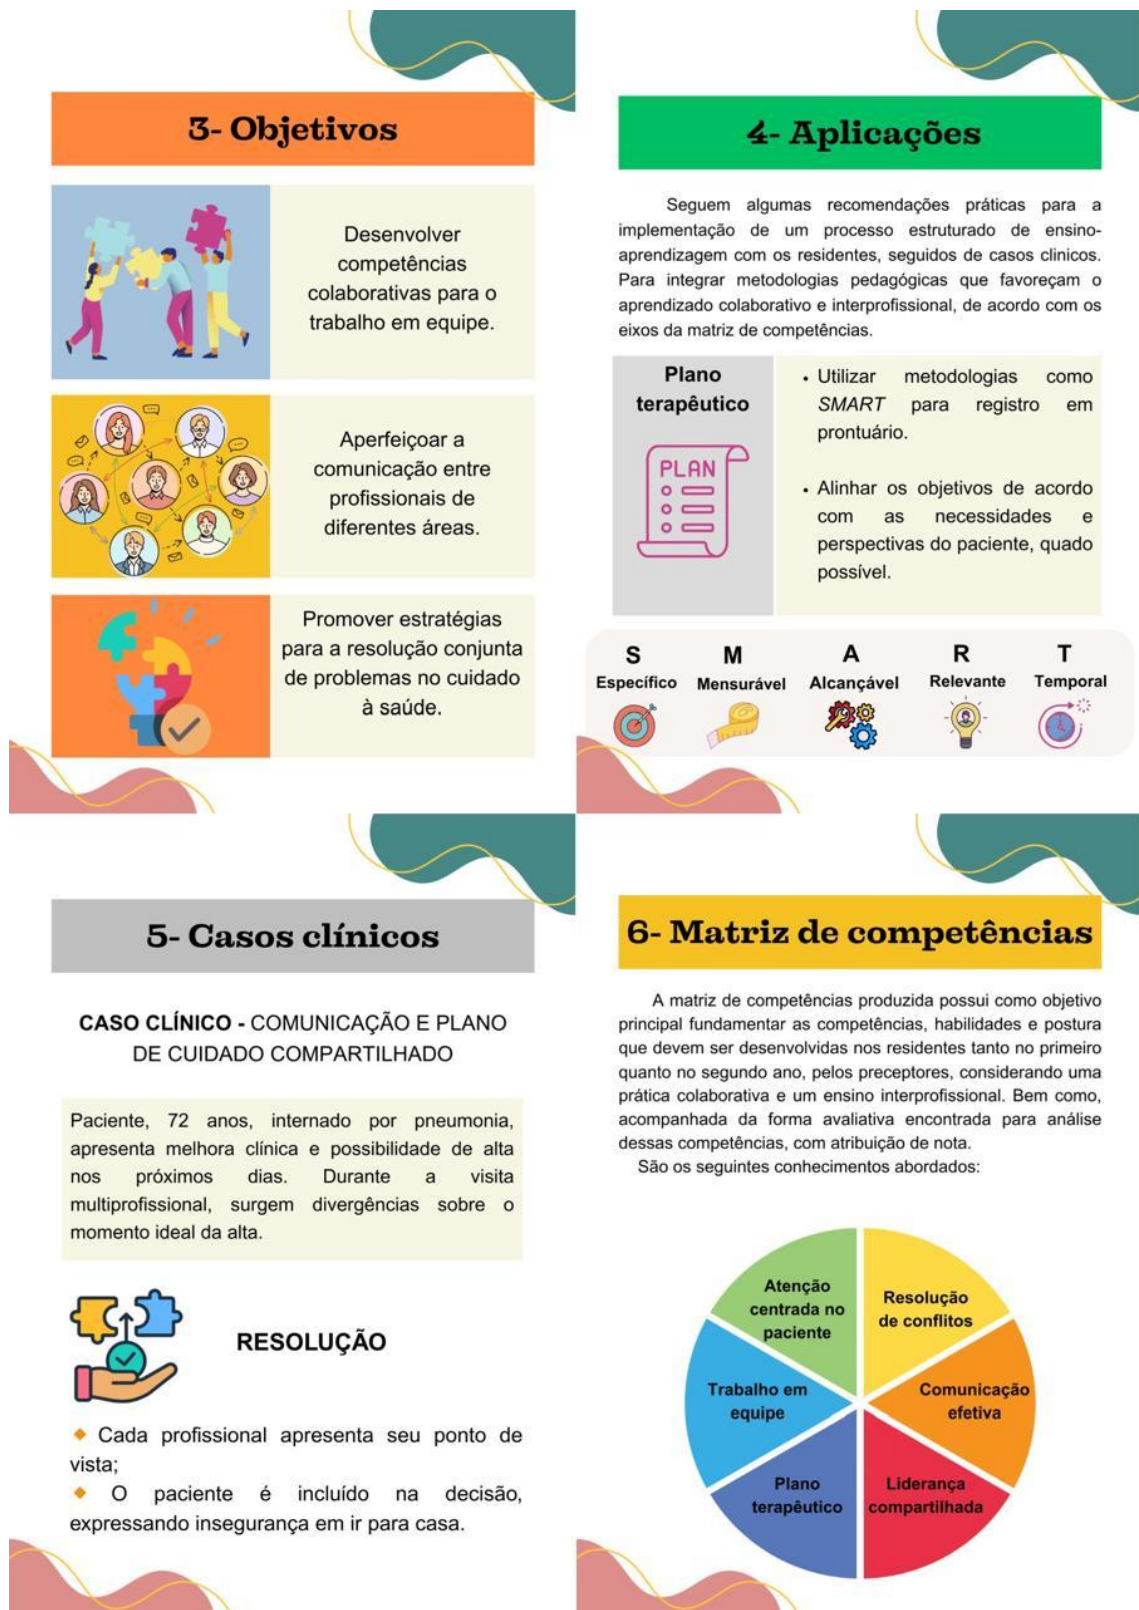 3- Objetivos
Desenvolver
competências
colaborativas para o
trabalho em equipe.
Aperfeiçoar a
comunicação entre
profissionais de
diferentes áreas.
Promover estratégias
para a resolução conjunta
de problemas no cuidado
à saúde.
4- Aplicações
Seguem algumas recomendações práticas para a
implementação de um processo estruturado de ensino-
aprendizagem com os residentes, seguidos de casos clinicos.
Para integrar metodologias pedagógicas que favoreçam o
aprendizado colaborativo e interprofissional, de acordo com os
eixos da matriz de competências.
Plano
terapêutico
PLAN
• Utilizar metodologias como
SMART para registro em
prontuário.
• Alinhar os objetivos de acordo
com as necessidades e
perspectivas do paciente, quado
possível.
S M A R T
Específico Mensurável Alcançável Relevante Temporal
5- Casos clínicos
CASO CLÍNICO - COMUNICAÇÃO E PLANO
DE CUIDADO COMPARTILHADO
Paciente, 72 anos, internado por pneumonia,
apresenta melhora clínica e possibilidade de alta
nos próximos dias. Durante a visita
multiprofissional, surgem divergências sobre o
momento ideal da alta.
RESOLUÇÃO
◆ Cada profissional apresenta seu ponto de
vista;
◆ O paciente é incluído na decisão,
expressando insegurança em ir para casa.
6- Matriz de competências
A matriz de competências produzida possui como objetivo
principal fundamentar as competências, habilidades e postura
que devem ser desenvolvidas nos residentes tanto no primeiro
quanto no segundo ano, pelos preceptores, considerando uma
prática colaborativa e um ensino interprofissional. Bem como,
acompanhada da forma avaliativa encontrada para análise
dessas competências, com atribuição de nota.
São os seguintes conhecimentos abordados:
Atenção
centrada no
paciente
Resolução
de conflitos
Trabalho em
equipe
Comunicação
efetiva
Plano
terapêutico
Liderança
compartilhada